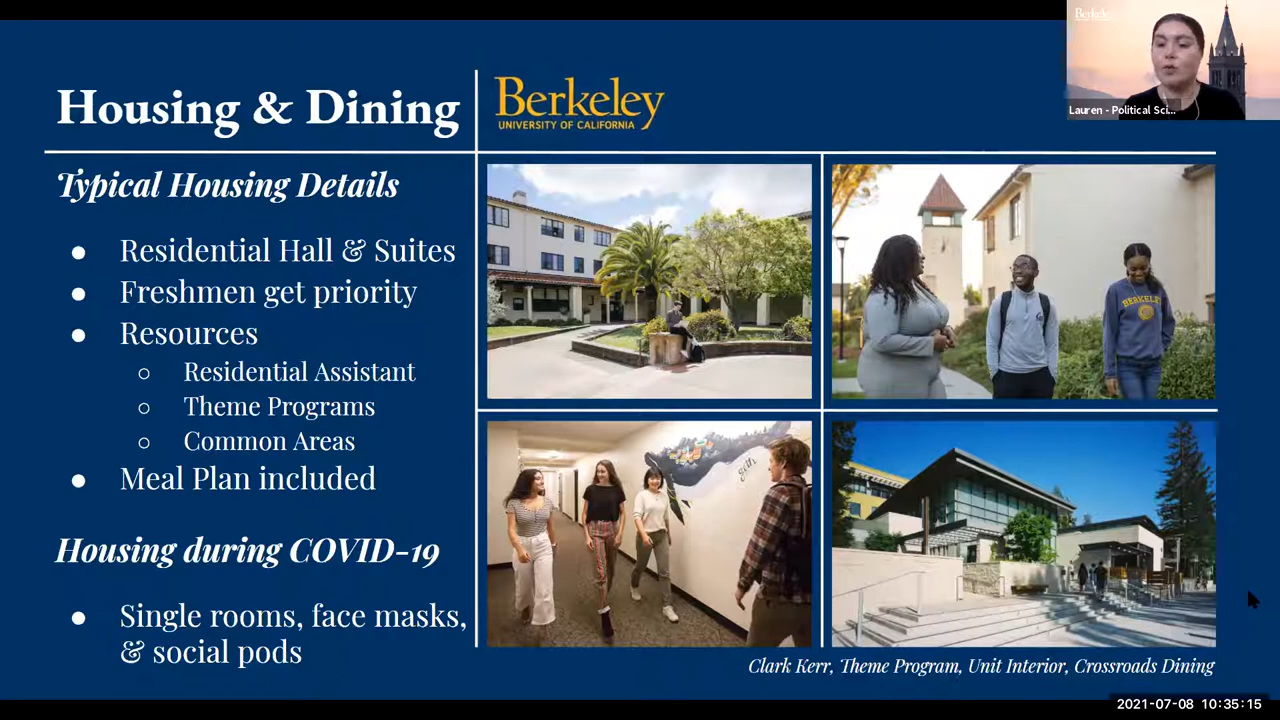 Housing & Dining
Berkeley
UNIVERSITY OF CALIFORNIA
Berkeley
Lauren - Political Sci...
Typical Housing Details
● Residential Hall & Suites
● Freshmen get priority
● Resources
○ Residential Assistant
○ Theme Programs
○ Common Areas
● Meal Plan included
Housing during COVID-19
● Single rooms, face masks,
& social pods
BERKELEY
Clark Kerr, Theme Program, Unit Interior, Crossroads Dining
2021-07-08 10:35:15